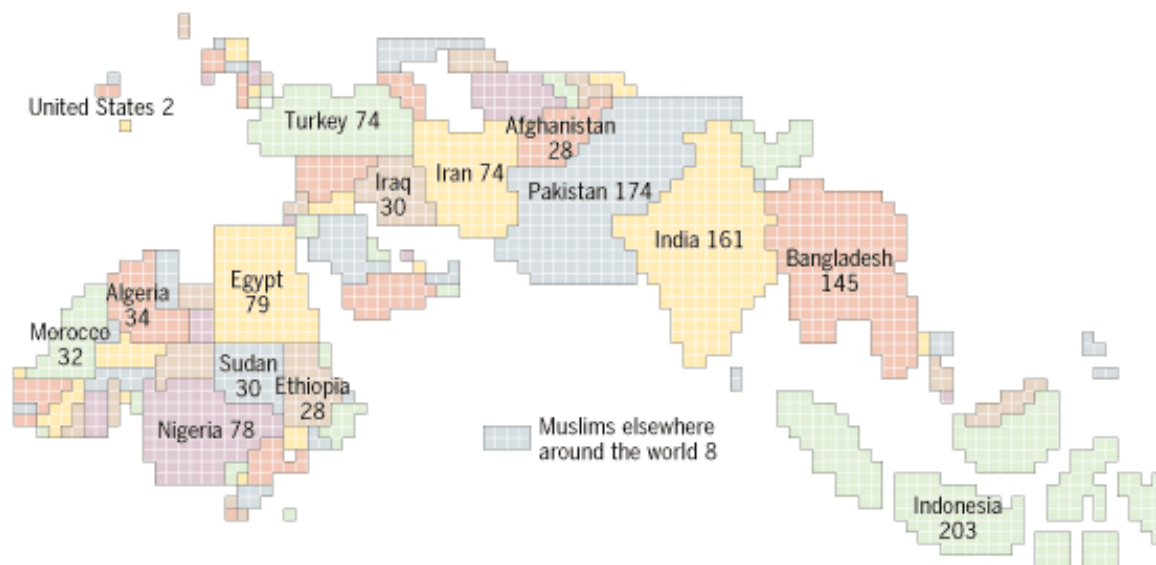 United States 2
Turkey 74
Afghanistan
28
Iran 74
Iraq
30
Pakistan 174
India 161
Bangladesh
145
Egypt
79
Algeria
34
Morocco
32
Sudan
30
Ethiopia
28
Nigeria 78
Muslims elsewhere
around the world 8
Indonesia
203